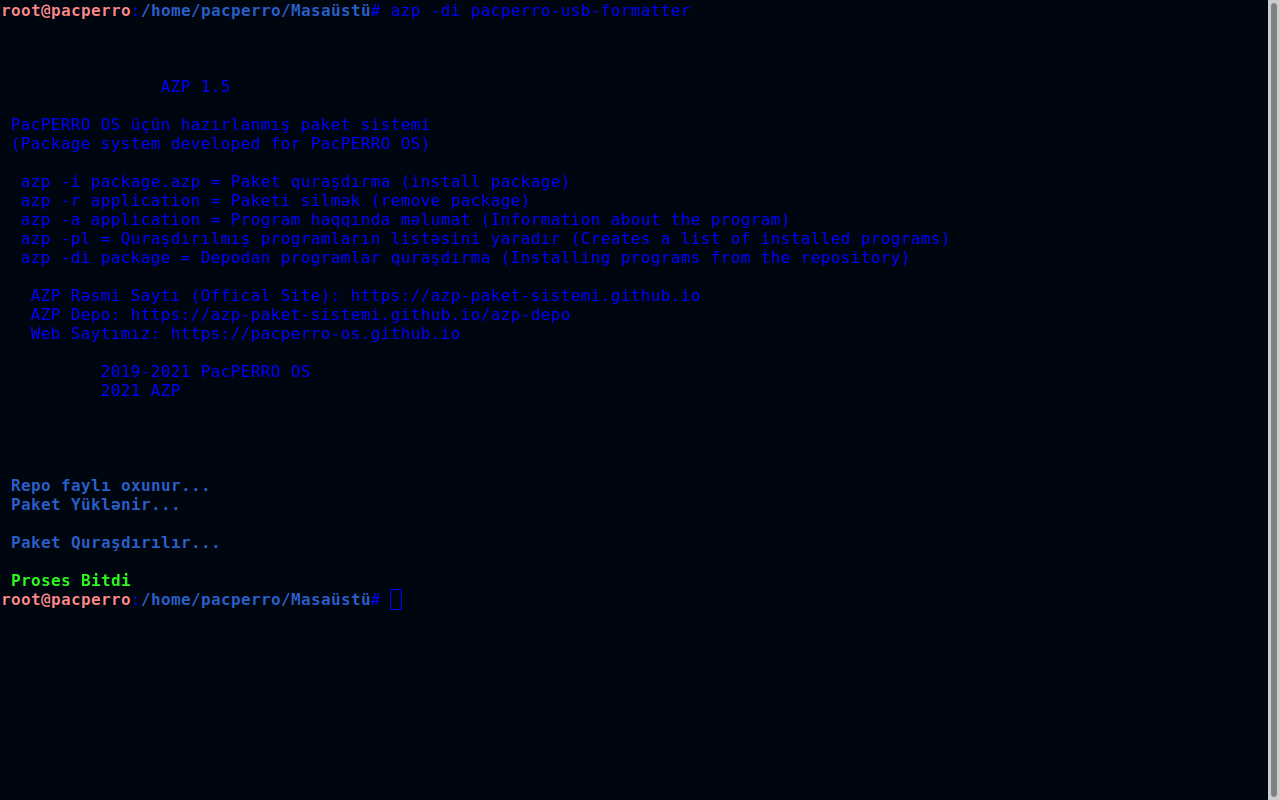 root@pacperro:/home/pacperro/Masaüstü# azp -di pacperro-usb-formatter
AZP 1.5
PacPERRO OS üçün hazırlanmış paket sistemi
(Package system developed for PacPERRO OS)
azp -i package.azp = Paket quraşdırma (install package)
azp -r application = Paketi silmək (remove package)
azp -a application = Program haqqında məlumat (Information about the program)
azp -pl = Quraşdırılmış programların listəsini yaradır (Creates a list of installed programs)
azp -di package = Depodan programlar quraşdırma (Installing programs from the repository)
AZP Rəsmi Saytı (Offical Site): https://azp-paket-sistemi.github.io
AZP Depo: https://azp-paket-sistemi.github.io/azp-depo
Web Saytımız: https://pacperro-os.github.io
2019-2021 PacPERRO OS
2021 AZP
Repo faylı oxunur...
Paket Yüklənir...
Paket Quraşdırılır...
Proses Bitdi
root@pacperro:/home/pacperro/Masaüstü#